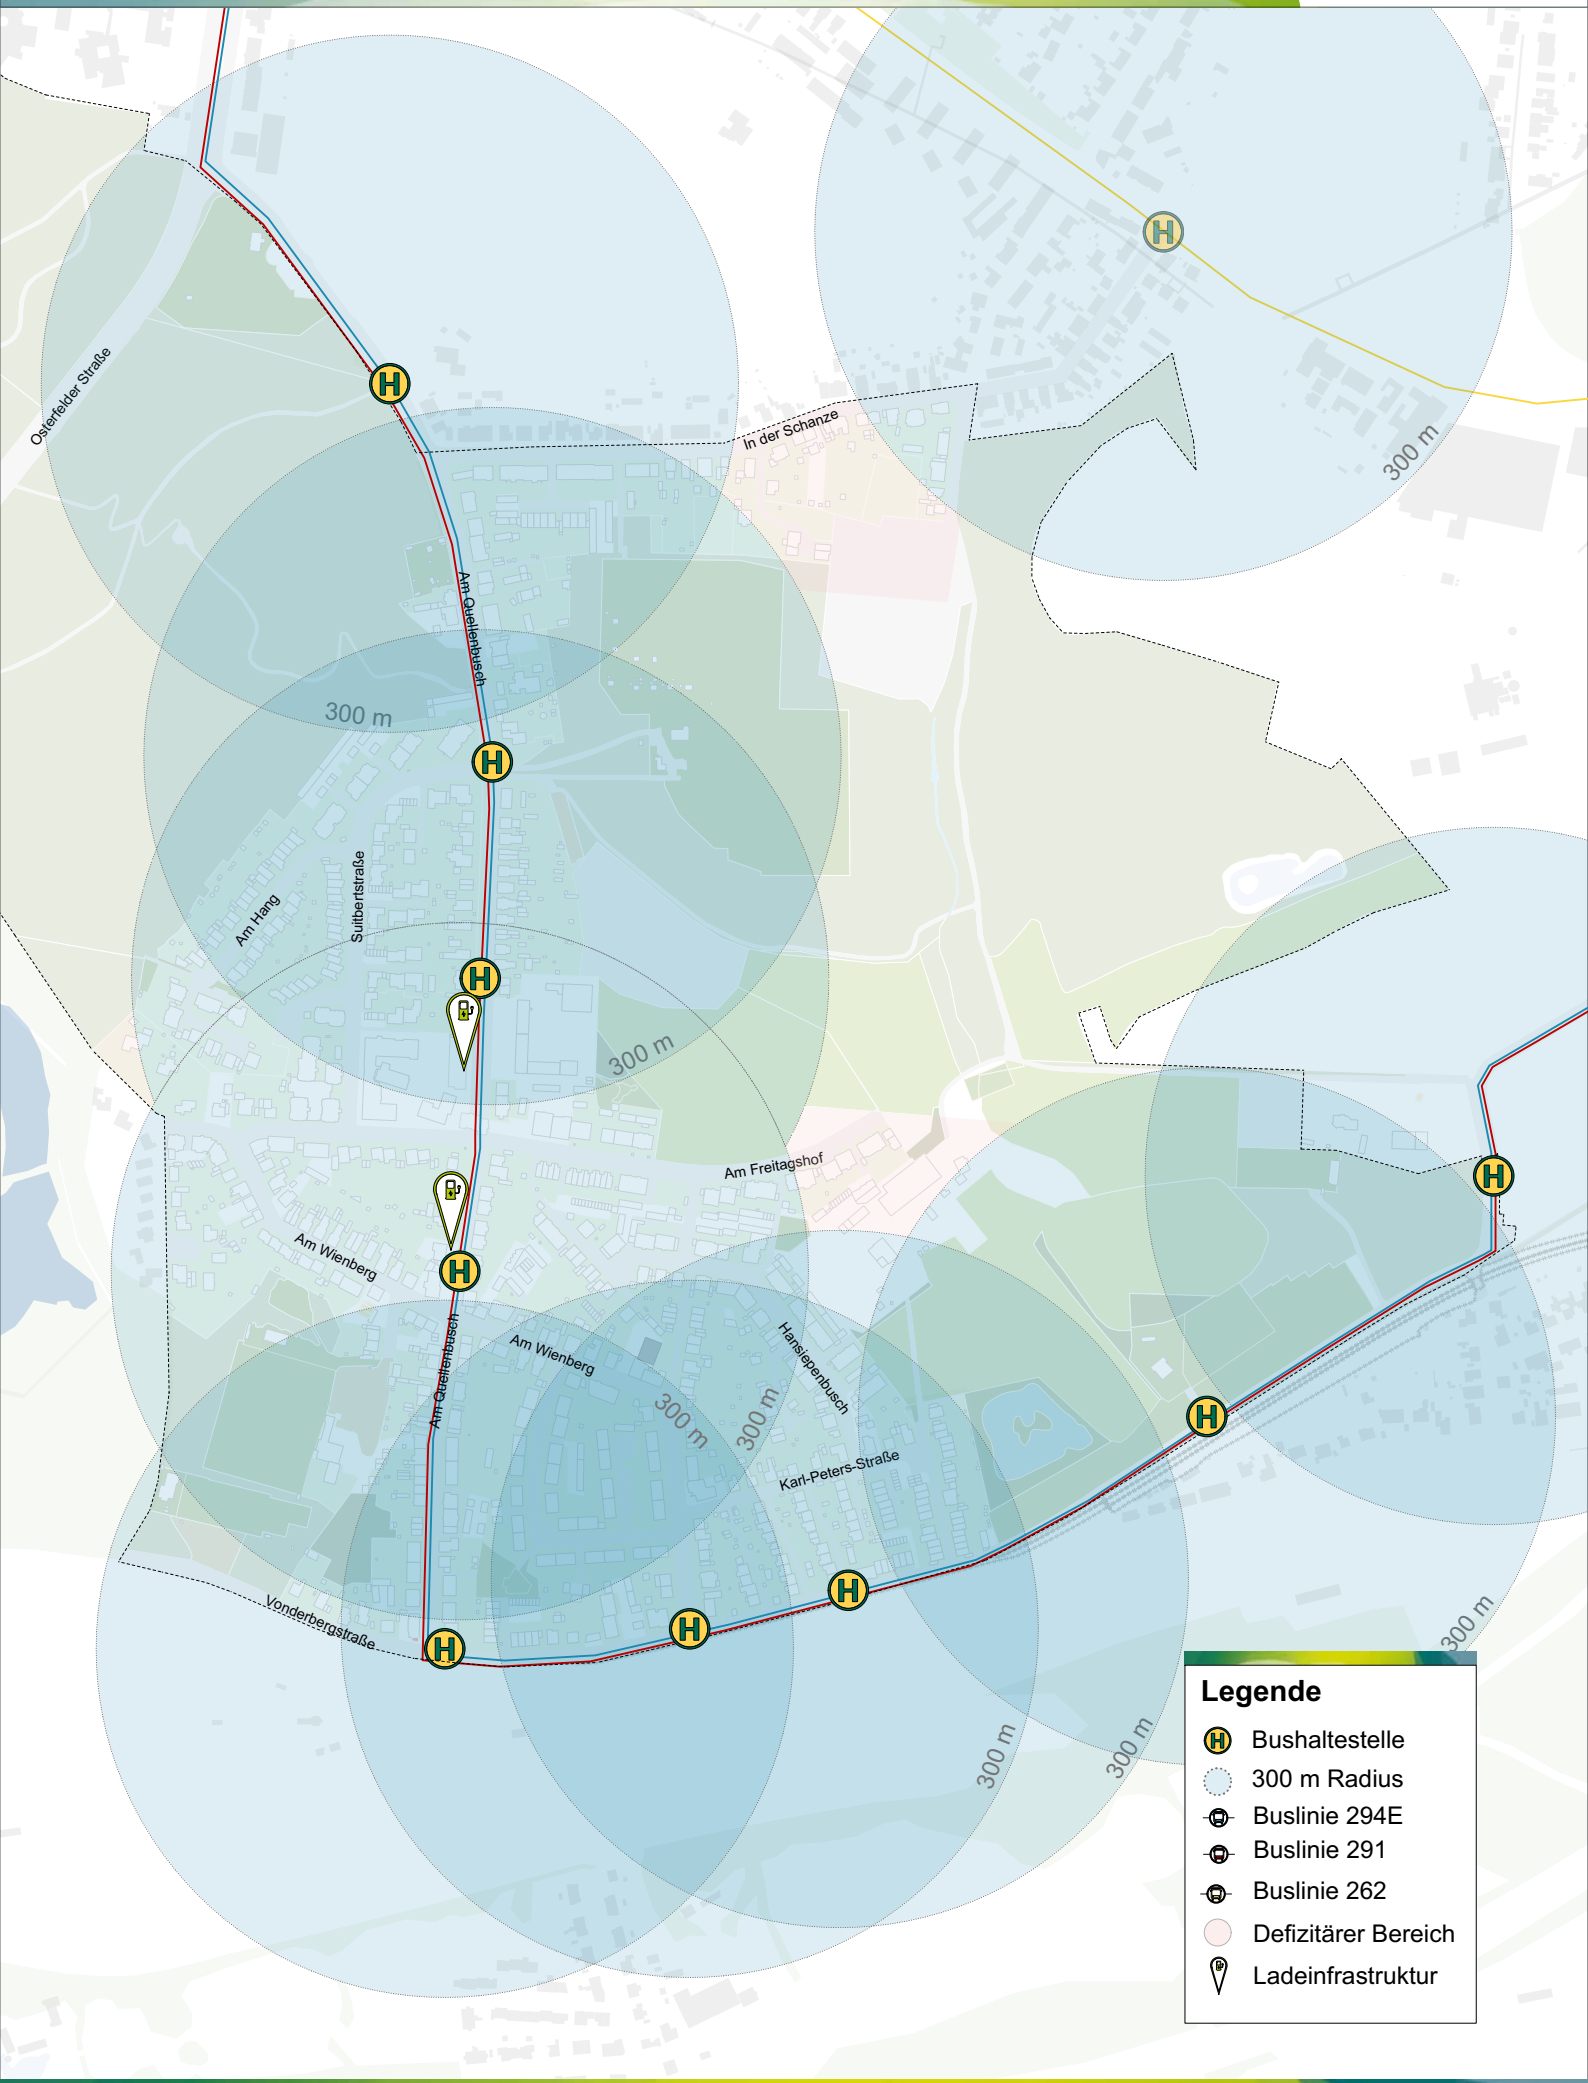 H
In der Schanze
Osterfelder Straße
H
300 m
Am Quellenbusch
300 m
H
Suitbertstraße
Am Hang
H
300 m
Am Freitagshof
H
Am Wienberg
H
Am Quellenbusch
Am Wienberg
Hansiepenbusch
300 m
300 m
H
Karl-Peters-Straße
H
Vonderbergstraße
H
H
300 m
300 m
300 m
Legende
H Bushaltestelle
300 m Radius
Buslinie 294E
Buslinie 291
Buslinie 262
Defizitärer Bereich
Ladeinfrastruktur